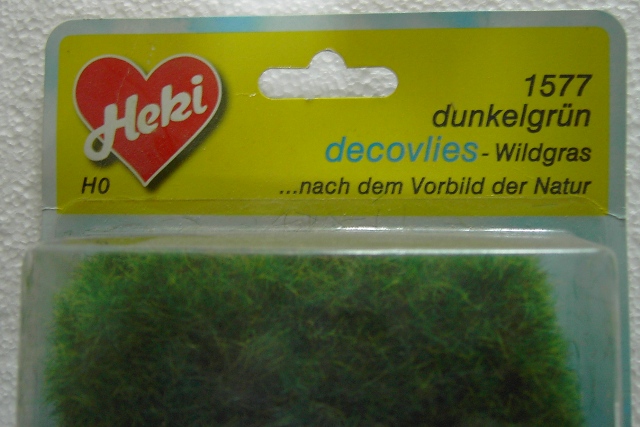 Heki
H0
1577
dunkelgrün
decovlies - Wildgras
...nach dem Vorbild der Natur